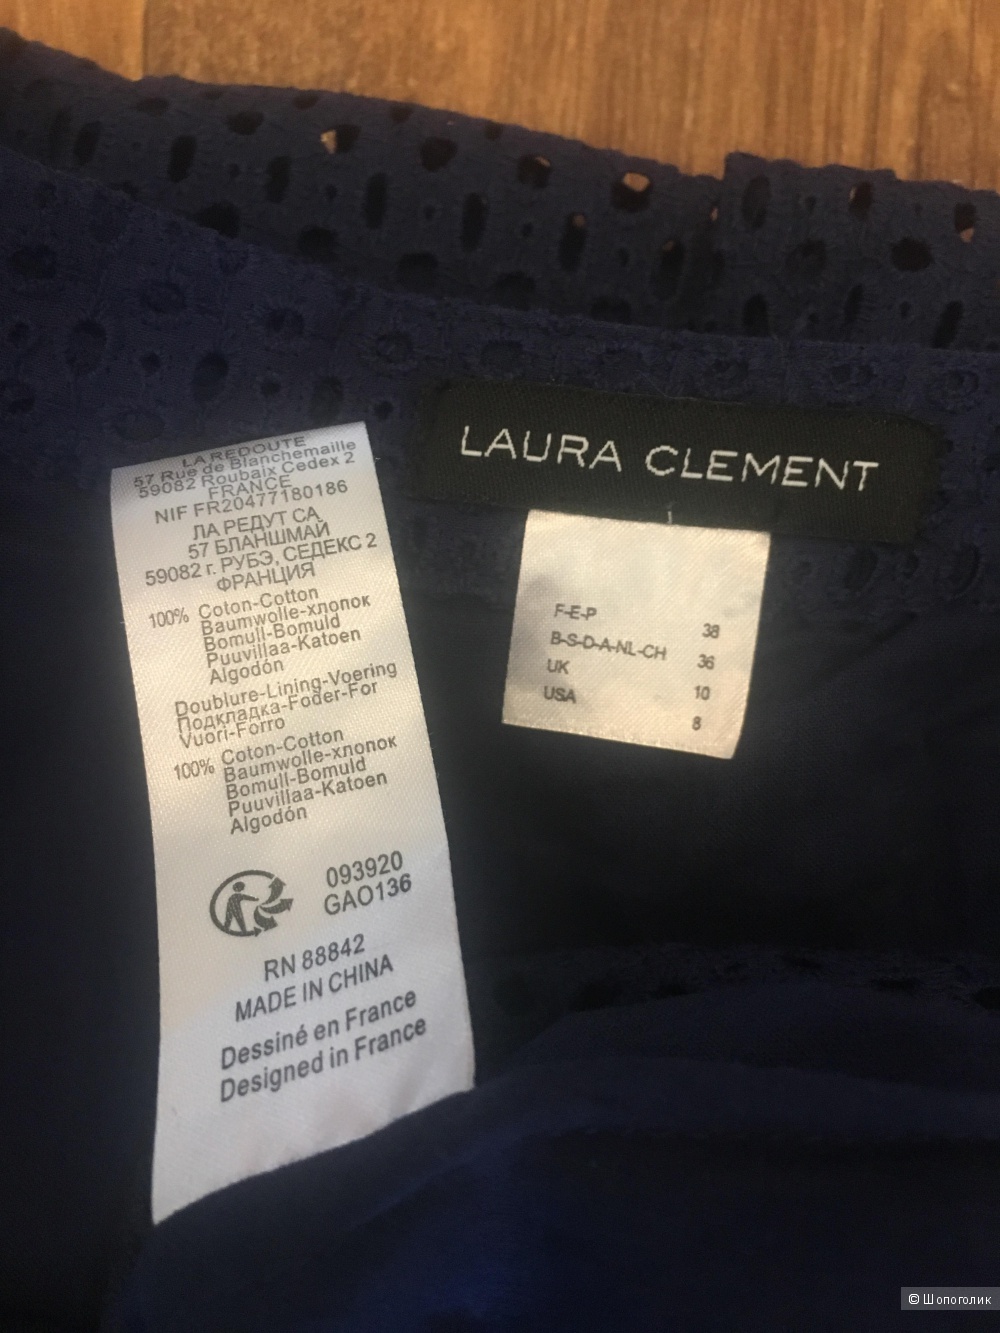 LA REDOUTE
57 Rue de Blanchemaille
59082 Roubaix Cedex 2
FRANCE
NIF FR20477180186
ЛА РЕДУТ СА
57 БЛАНШМАЙ
59082 г. РУБЭ, СЕДЕКС 2
ФРАНЦИЯ
100% Coton-Cotton
Baumwolle-хлопок
Bomull-Bomuld
Puuvillaa-Katoen
Algodón
Doublure-Lining-Voering
Подкладка-Foder-For
Vuori-Forro
100% Coton-Cotton
Baumwolle-хлопок
Bomull-Bomuld
Puuvillaa-Katoen
Algodón
093920
GAO136
RN 88842
MADE IN CHINA
Dessiné en France
Designed in France
LAURA CLEMENT
F-E-P 38
B-S-D-A-NL-CH 36
UK 10
USA 8
© Шопоголик